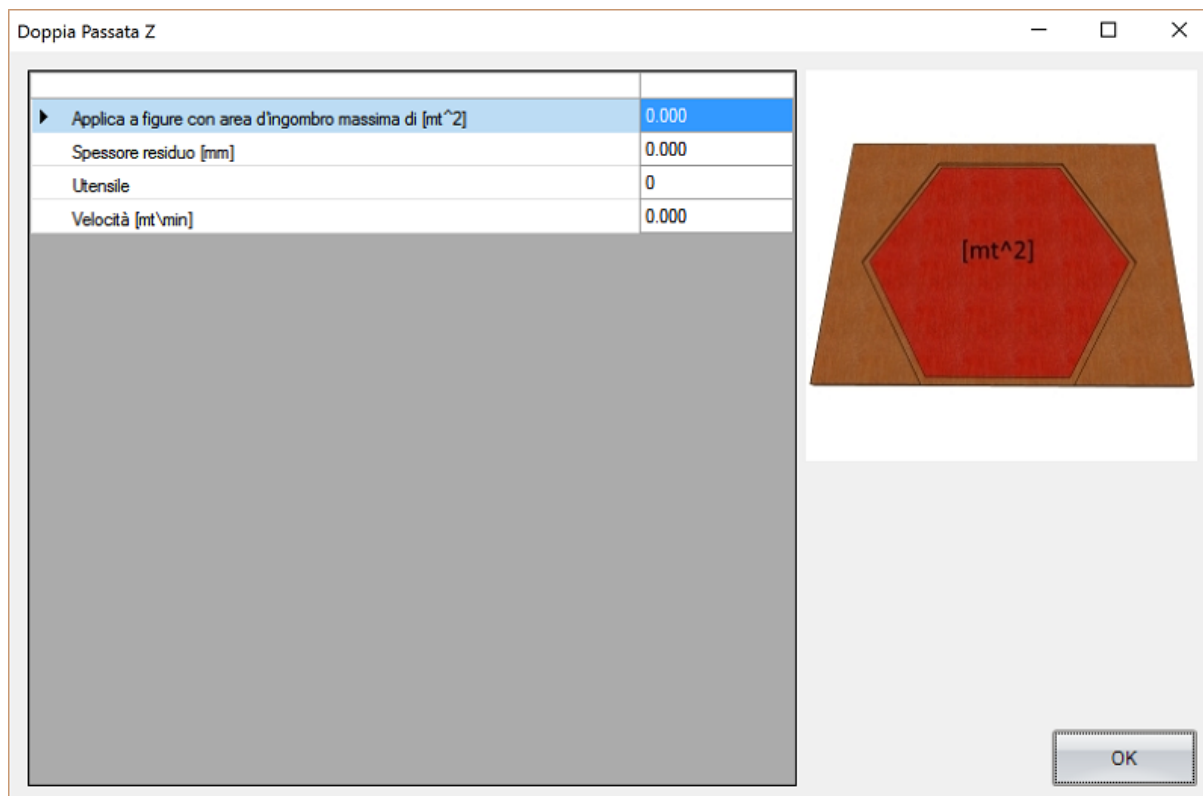 Doppia Passata Z
Applica a figure con area d'ingombro massima di [mt^2] 0.000
Spessore residuo [mm] 0.000
Utensile 0
Velocità [mt\min] 0.000
[mt^2]
OK